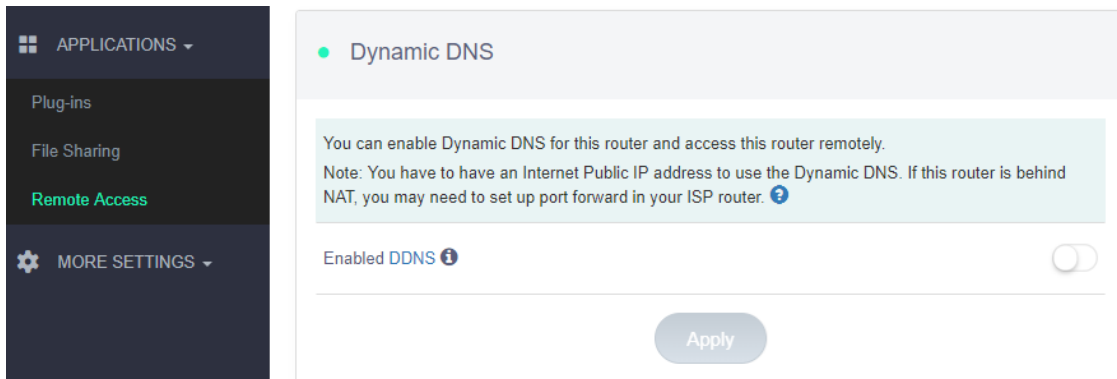 APPLICATIONS
Plug-ins
File Sharing
Remote Access
MORE SETTINGS
Dynamic DNS
You can enable Dynamic DNS for this router and access this router remotely.
Note: You have to have an Internet Public IP address to use the Dynamic DNS. If this router is behind
NAT, you may need to set up port forward in your ISP router.
Enabled DDNS
Apply